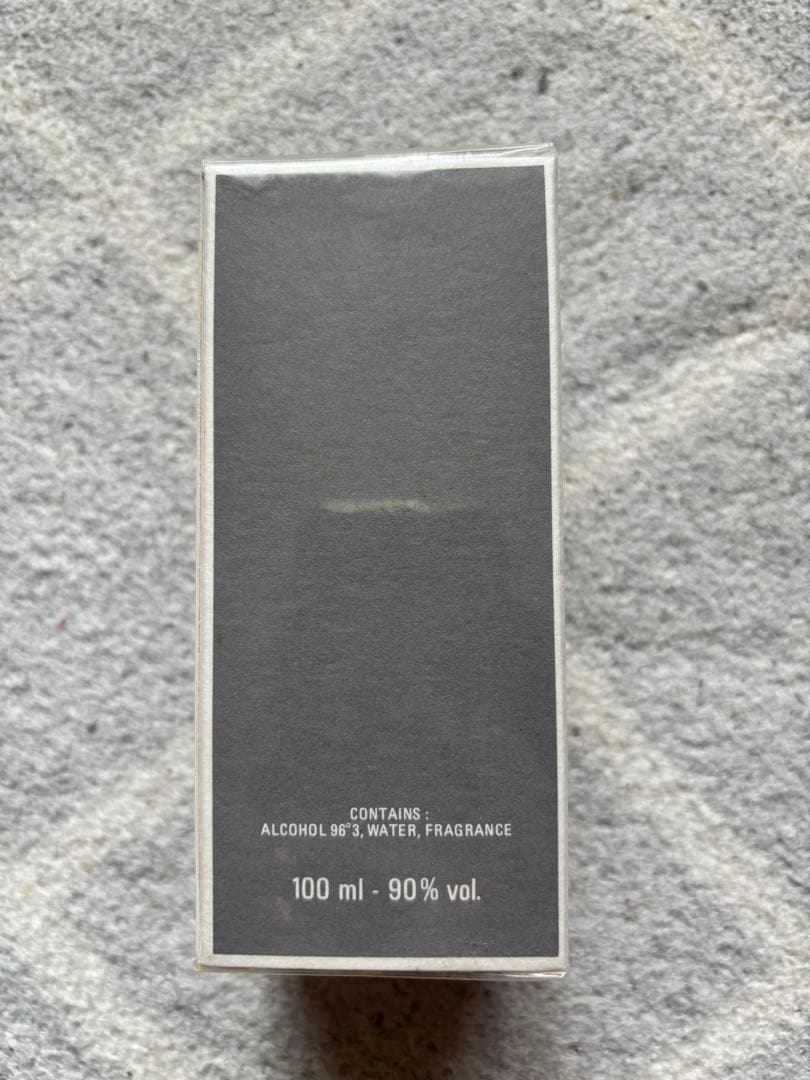 CONTAINS :
ALCOHOL 96°3, WATER, FRAGRANCE
100 ml - 90% vol.